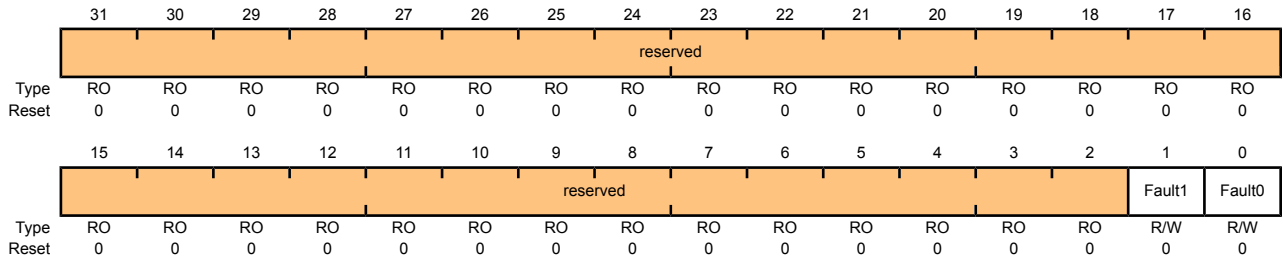 31 30 29 28 27 26 25 24 23 22 21 20 19 18 17 16
reserved
Type RO RO RO RO RO RO RO RO RO RO RO RO RO RO RO RO
Reset 0 0 0 0 0 0 0 0 0 0 0 0 0 0 0 0
15 14 13 12 11 10 9 8 7 6 5 4 3 2 1 0
reserved Fault1 Fault0
Type RO RO RO RO RO RO RO RO RO RO RO RO RO RO R/W R/W
Reset 0 0 0 0 0 0 0 0 0 0 0 0 0 0 0 0